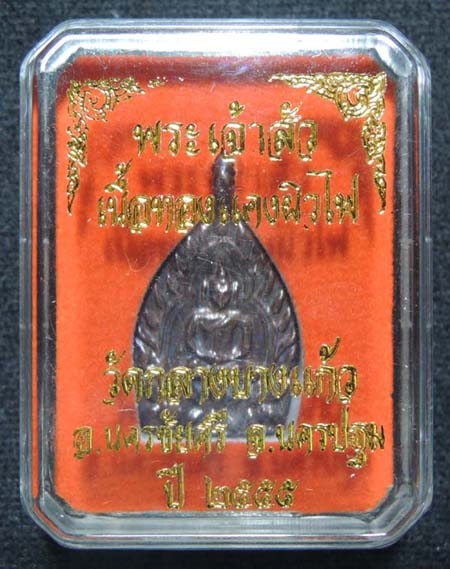 พระเจ้าสัว
เนื้อทองแดงผิวไฟ
วัดกลางบางแก้ว
อ.นครชัยศรี จ.นครปฐม
ปี ๒๕๕๕